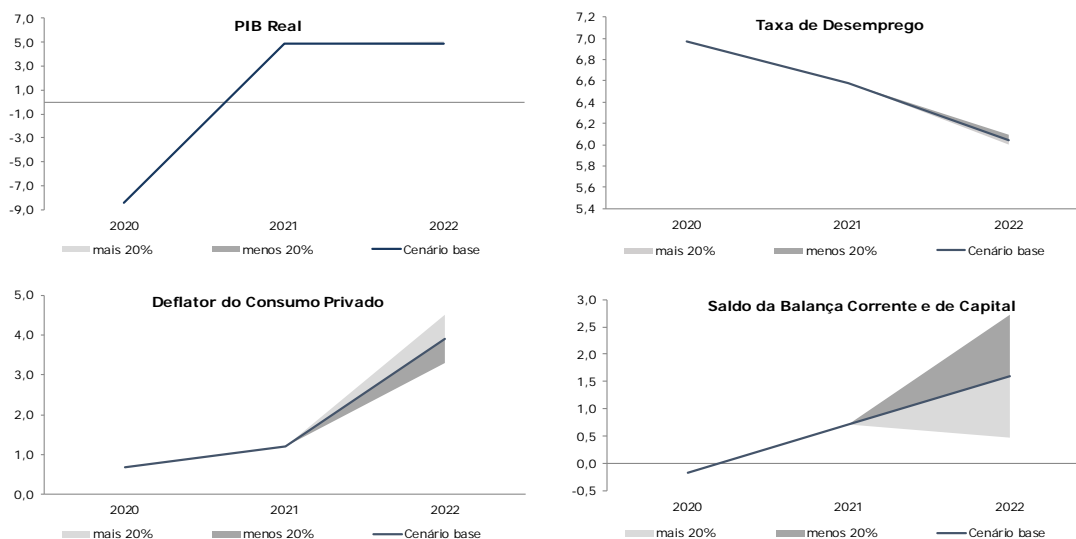 PIB Real
7,0
5,0
3,0
1,0
-1,0
-3,0
-5,0
-7,0
-9,0
2020 2021 2022
mais 20% menos 20% Cenário base
Taxa de Desemprego
7,2
7,0
6,8
6,6
6,4
6,2
6,0
5,8
5,6
5,4
2020 2021 2022
mais 20% menos 20% Cenário base
Deflator do Consumo Privado
5,0
4,0
3,0
2,0
1,0
0,0
2020 2021 2022
mais 20% menos 20% Cenário base
Saldo da Balança Corrente e de Capital
3,0
2,5
2,0
1,5
1,0
0,5
0,0
-0,5
2020 2021 2022
mais 20% menos 20% Cenário base